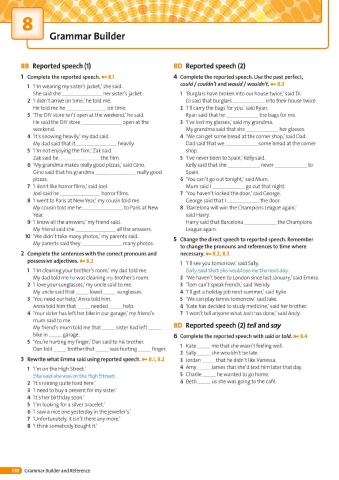 8
Grammar Builder
8B Reported speech (1)
1 Complete the reported speech. 8.1
1 'I'm wearing my sister's jacket,' she said.
She said she ______ her sister's jacket.
2 'I didn't arrive on time,' he told me.
He told me he ______ on time.
3 'The DIY store isn't open at the weekend,' he said.
He said the DIY store ______ open at the
weekend.
4 'It's snowing heavily,' my dad said.
My dad said that it ______ heavily.
5 'I'm not enjoying the film,' Zak said.
Zak said he ______ the film.
6 'My grandma makes really good pizzas,' said Gino.
Gino said that his grandma ______ really good
pizzas.
7 'I don't like horror films,' said Joel.
Joel said he ______ horror films.
8 'I went to Paris at New Year,' my cousin told me.
My cousin told me he ______ to Paris at New
Year.
9 'I know all the answers,' my friend said.
My friend said she ______ all the answers.
10 'We didn't take many photos,' my parents said.
My parents said they ______ many photos.
2 Complete the sentences with the correct pronouns and
possessive adjectives. 8.2
1 'I'm cleaning your brother's room,' my dad told me.
My dad told me he was cleaning my brother's room.
2 'I love your sunglasses,' my uncle said to me.
My uncle said that ____ loved ____ sunglasses.
3 'You need our help,' Anna told him.
Anna told him that ____ needed ____ help.
4 'Your sister has left her bike in our garage,' my friend's
mum said to me.
My friend's mum told me that ____ sister had left ____
bike in ____ garage.
5 'You're hurting my finger,' Dan said to his brother.
Dan told ____ brother that ____ was hurting ____ finger.
3 Rewrite what Emma said using reported speech. 8.1, 8.2
1 'I'm on the High Street.'
She said she was on the High Street.
2 'It's raining quite hard here.'
3 'I need to buy a present for my sister.'
4 'It's her birthday soon.'
5 'I'm looking for a silver bracelet.'
6 'I saw a nice one yesterday in the jeweller's.'
7 'Unfortunately, it isn't there any more.'
8 'I think somebody bought it.'
8D Reported speech (2)
4 Complete the reported speech. Use the past perfect,
could / couldn't and would / wouldn't. 8.3
1 'Burglars have broken into our house twice,' said Di.
Di said that burglars ______ into their house twice.
2 'I'll carry the bags for you,' said Ryan.
Ryan said that he ______ the bags for me.
3 'I've lost my glasses,' said my grandma.
My grandma said that she ______ her glasses.
4 'We can get some bread at the corner shop,' said Dad.
Dad said that we ______ some bread at the corner
shop.
5 'I've never been to Spain,' Kelly said.
Kelly said that she ______ never ______ to
Spain.
6 'You can't go out tonight,' said Mum.
Mum said I ______ go out that night.
7 'You haven't locked the door,' said George.
George said that I ______ the door.
8 'Barcelona will win the Champions League again,'
said Harry.
Harry said that Barcelona ______ the Champions
League again.
5 Change the direct speech to reported speech. Remember
to change the pronouns and references to time where
necessary. 8.2, 8.3
1 'I'll see you tomorrow,' said Sally.
Sally said that she would see me the next day.
2 'We haven't been to London since last January,' said Emma.
3 'Tom can't speak French,' said Wendy.
4 'I'll get a holiday job next summer,' said Kylie.
5 'We can play tennis tomorrow,' said Jake.
6 'Kate has decided to study medicine,' said her brother.
7 'I won't tell anyone what Josh has done,' said Andy.
8D Reported speech (2) tell and say
6 Complete the reported speech with said or told. 8.4
1 Kate ____ me that she wasn't feeling well.
2 Sally ____ she wouldn't be late.
3 Jordan ____ that he didn't like Vanessa.
4 Amy ____ James that she'd text him later that day.
5 Charlie ____ he wanted to go home.
6 Beth ____ us she was going to the café.
Grammar Builder and Reference